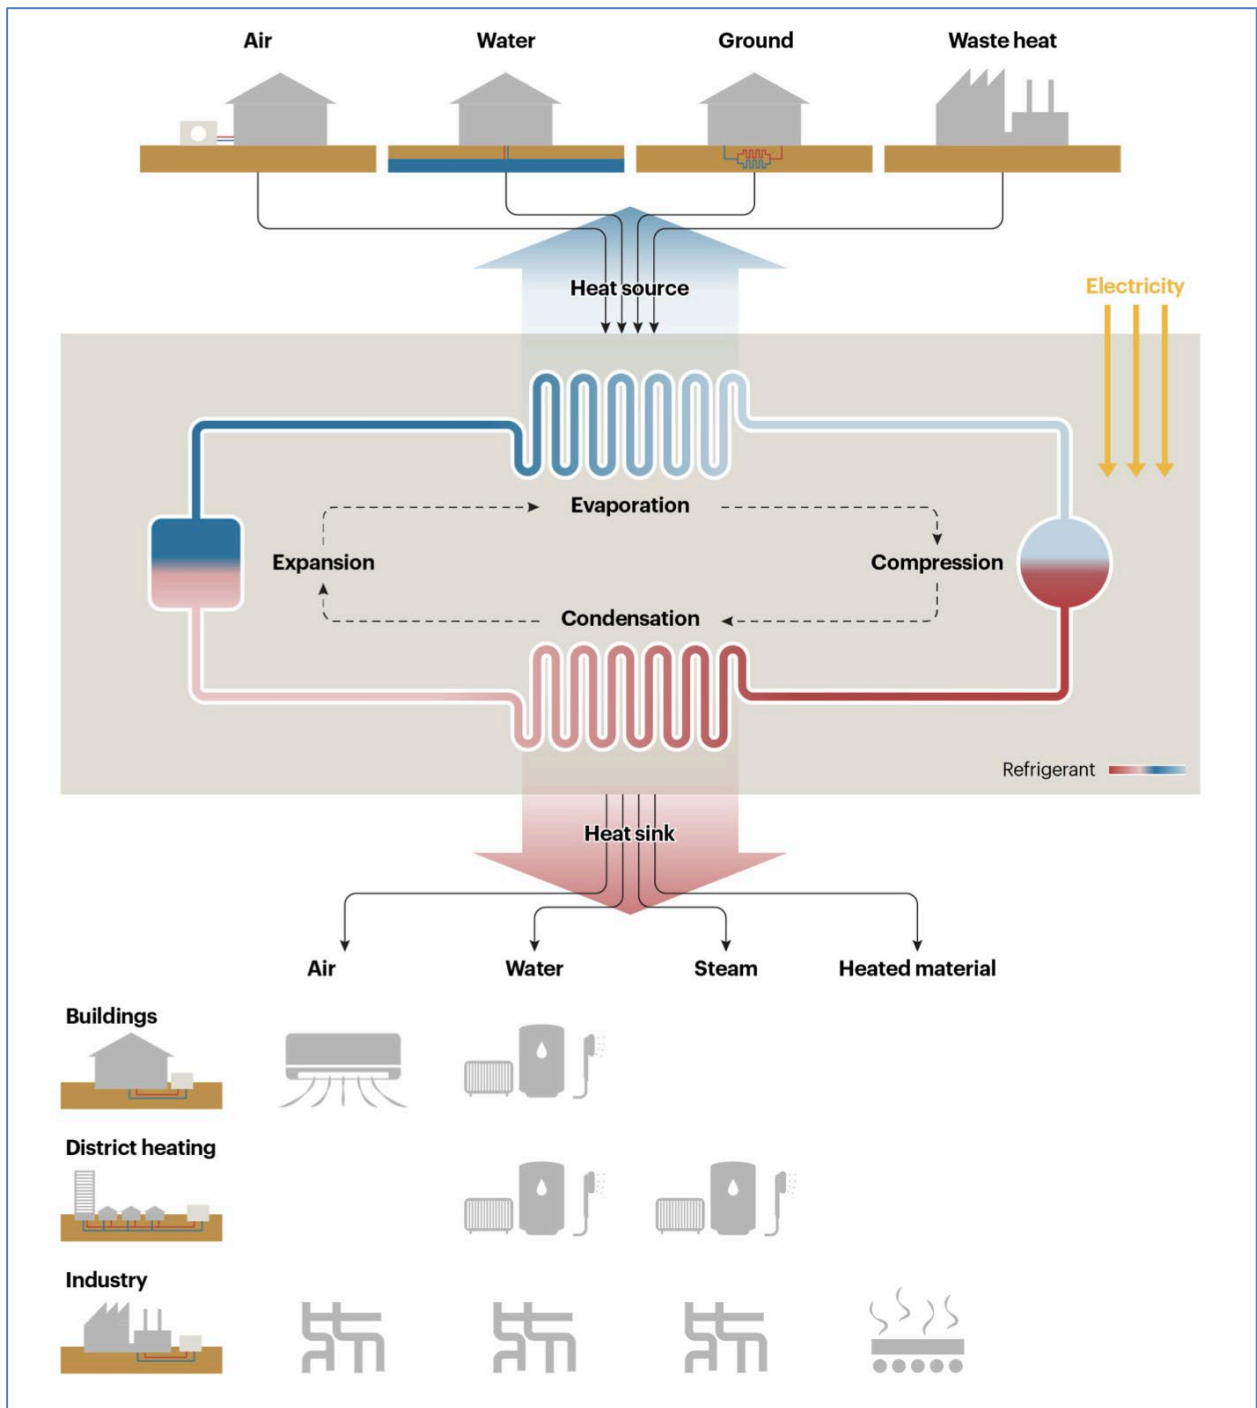 Air
Water
Ground
Waste heat
Heat source
Electricity
Evaporation
Expansion
Compression
Condensation
Refrigerant
Heat sink
Air
Water
Steam
Heated material
Buildings
District heating
Industry